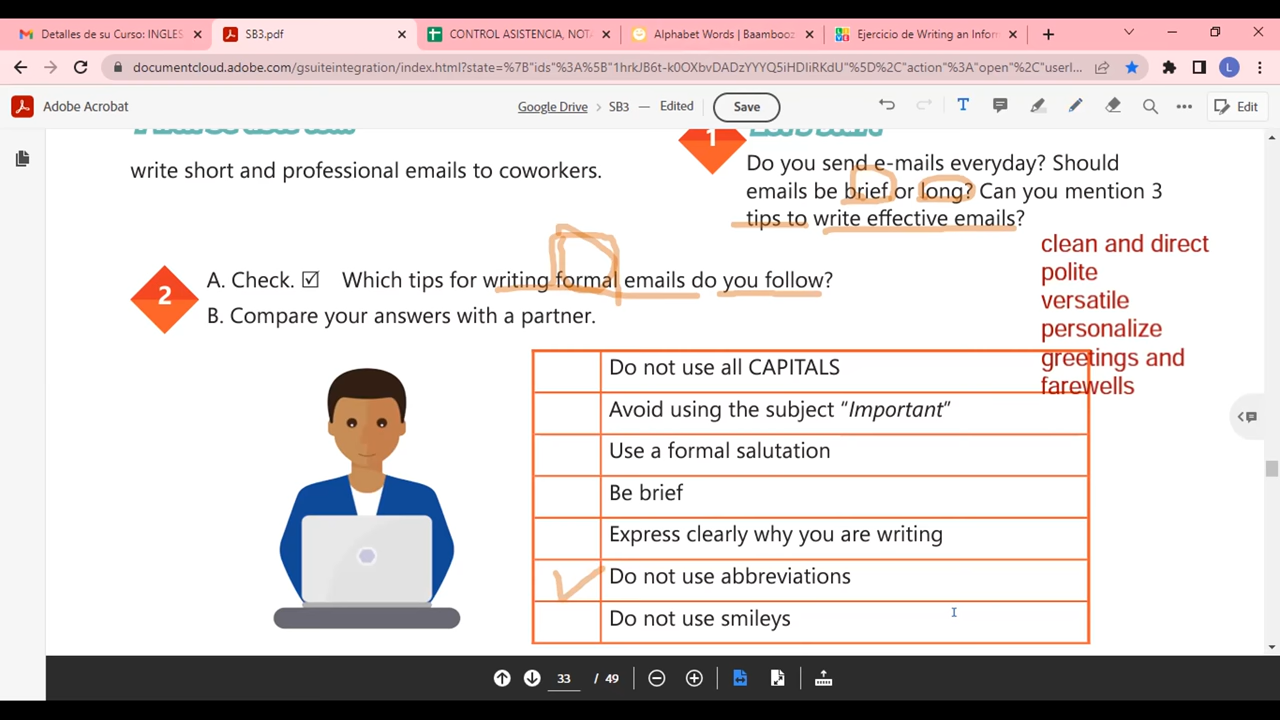 Detalles de su Curso: INGLES
SB3.pdf
CONTROL ASISTENCIA, NOTA
Alphabet Words | Baambooz
Ejercicio de Writing an Infor
documentcloud.adobe.com/gsuiteintegration/index.html?state=%7B"ids"%3A%5B"1hrkJB6t-k0OXbvDADzYYYQ5iHDIiRKdU"%5D%2C"action"%3A"open"%2C"userI...
L
Adobe Acrobat
Google Drive > SB3 — Edited
Save
Edit
write short and professional emails to coworkers.
1
Do you send e-mails everyday? Should
emails be brief or long? Can you mention 3
tips to write effective emails?
clean and direct
polite
versatile
personalize
greetings and
farewells
2
A. Check. ☑ Which tips for writing formal emails do you follow?
B. Compare your answers with a partner.
Do not use all CAPITALS
Avoid using the subject “Important”
Use a formal salutation
Be brief
Express clearly why you are writing
Do not use abbreviations
Do not use smileys
33 / 49